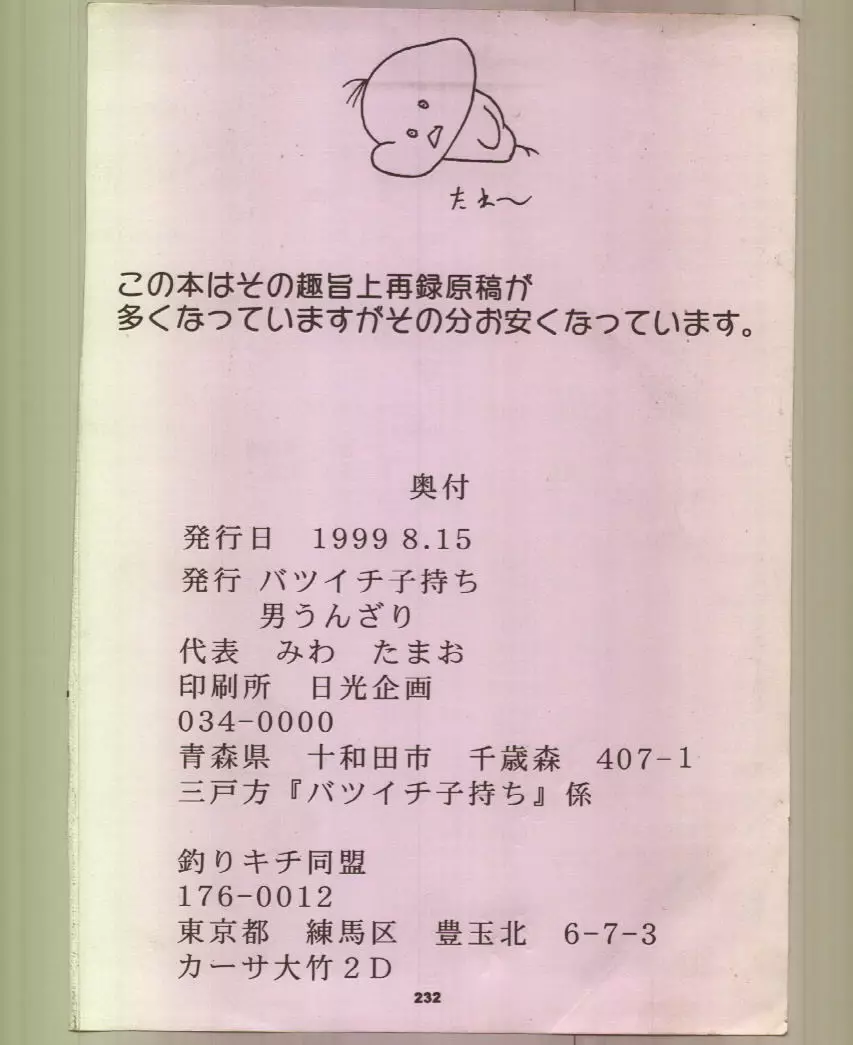 たれ〜
この本はその趣旨上再録原稿が
多くなっていますがその分お安くなっています。
奥付
発行日　1999 8.15
発行 バツイチ子持ち
男うんざり
代表　みわ　たまお
印刷所　日光企画
034-0000
青森県　十和田市　千歳森　407-1
三戸方『バツイチ子持ち』係
釣りキチ同盟
176-0012
東京都　練馬区　豊玉北　6-7-3
カーサ大竹２Ｄ
232